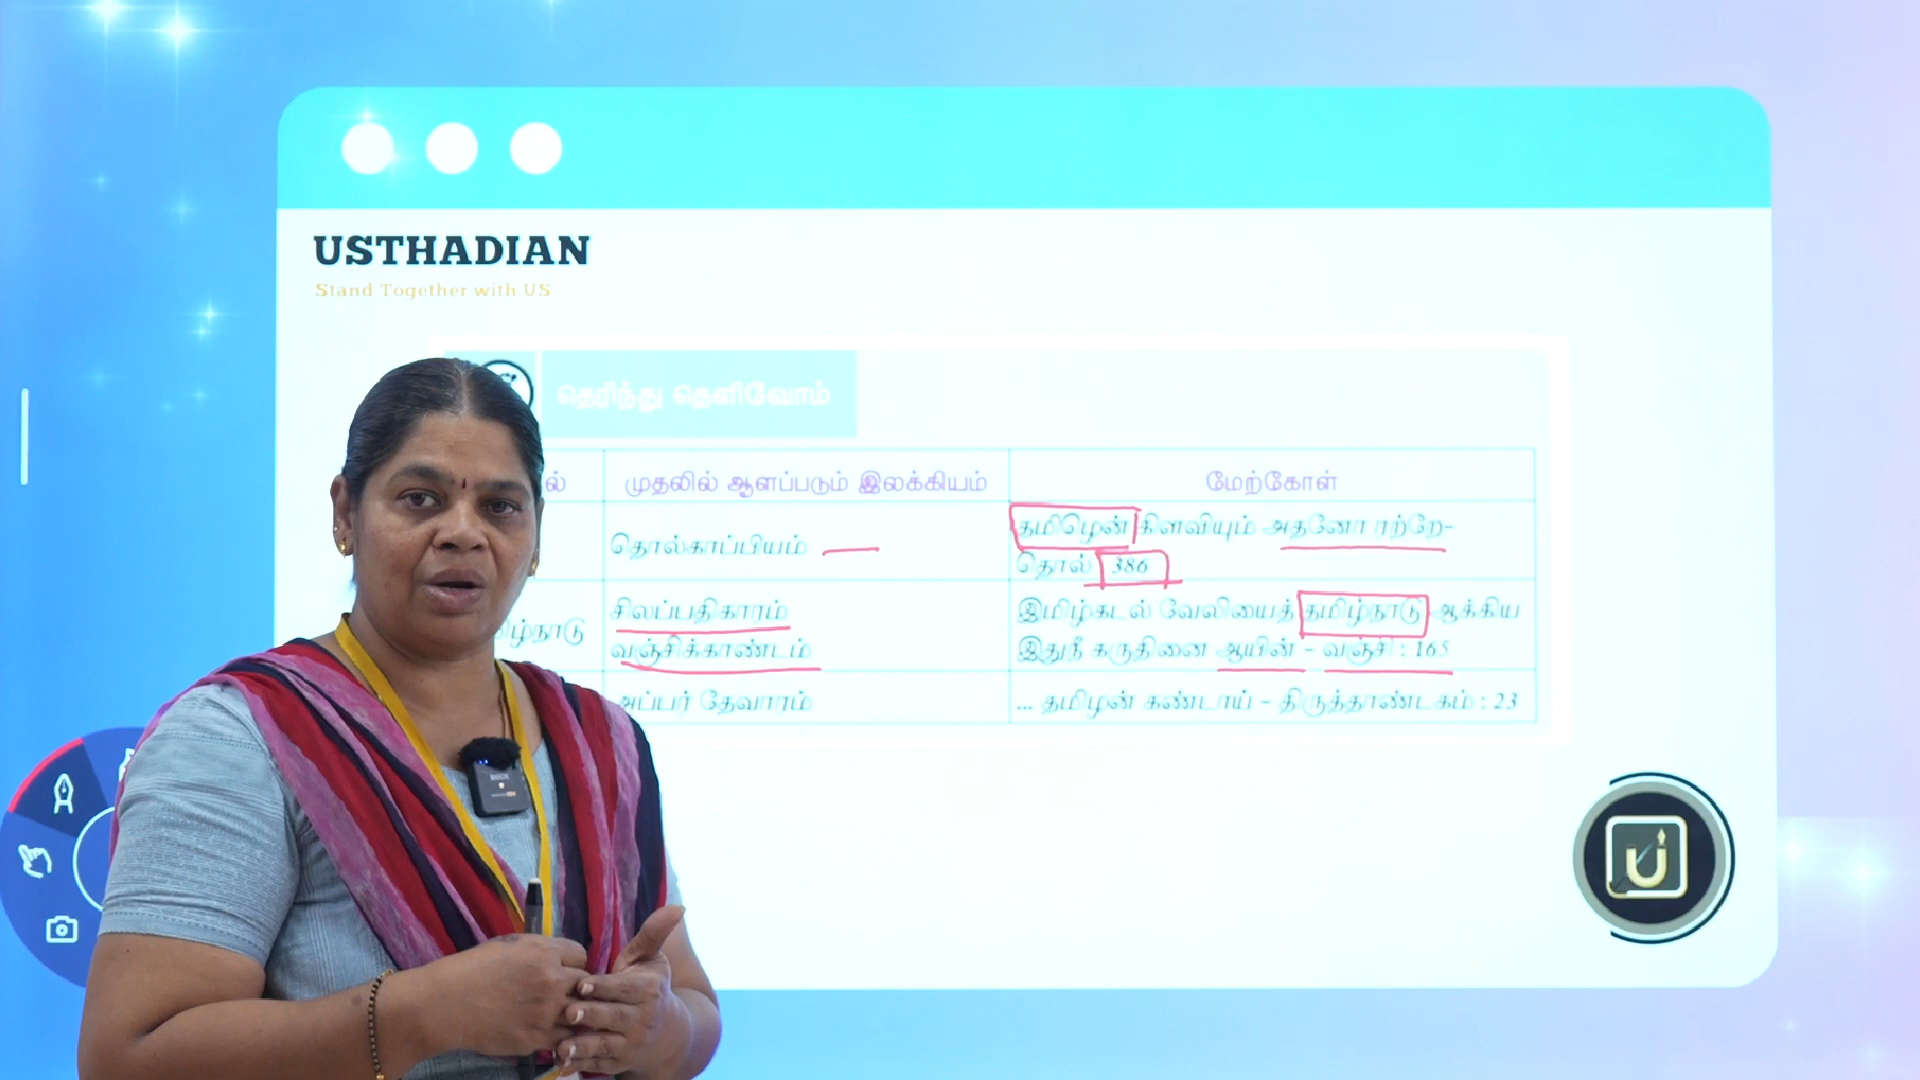 USTHADIAN
Stand Together with US
தெரிந்து தெளிவோம்
முதலில் ஆளப்படும் இலக்கியம்
மேற்கோள்
தொல்காப்பியம்
தமிழென் கிளவியும் அதனோ ரற்றே-
தொல் 386
சிலப்பதிகாரம்
வஞ்சிக்காண்டம்
இமிழ்கடல் வேலியைத் தமிழ்நாடு ஆக்கிய
இதுநீ கருதினை ஆயின் - வஞ்சி : 165
அப்பர் தேவாரம்
... தமிழன் கண்டாய் - திருத்தாண்டகம் : 23
U